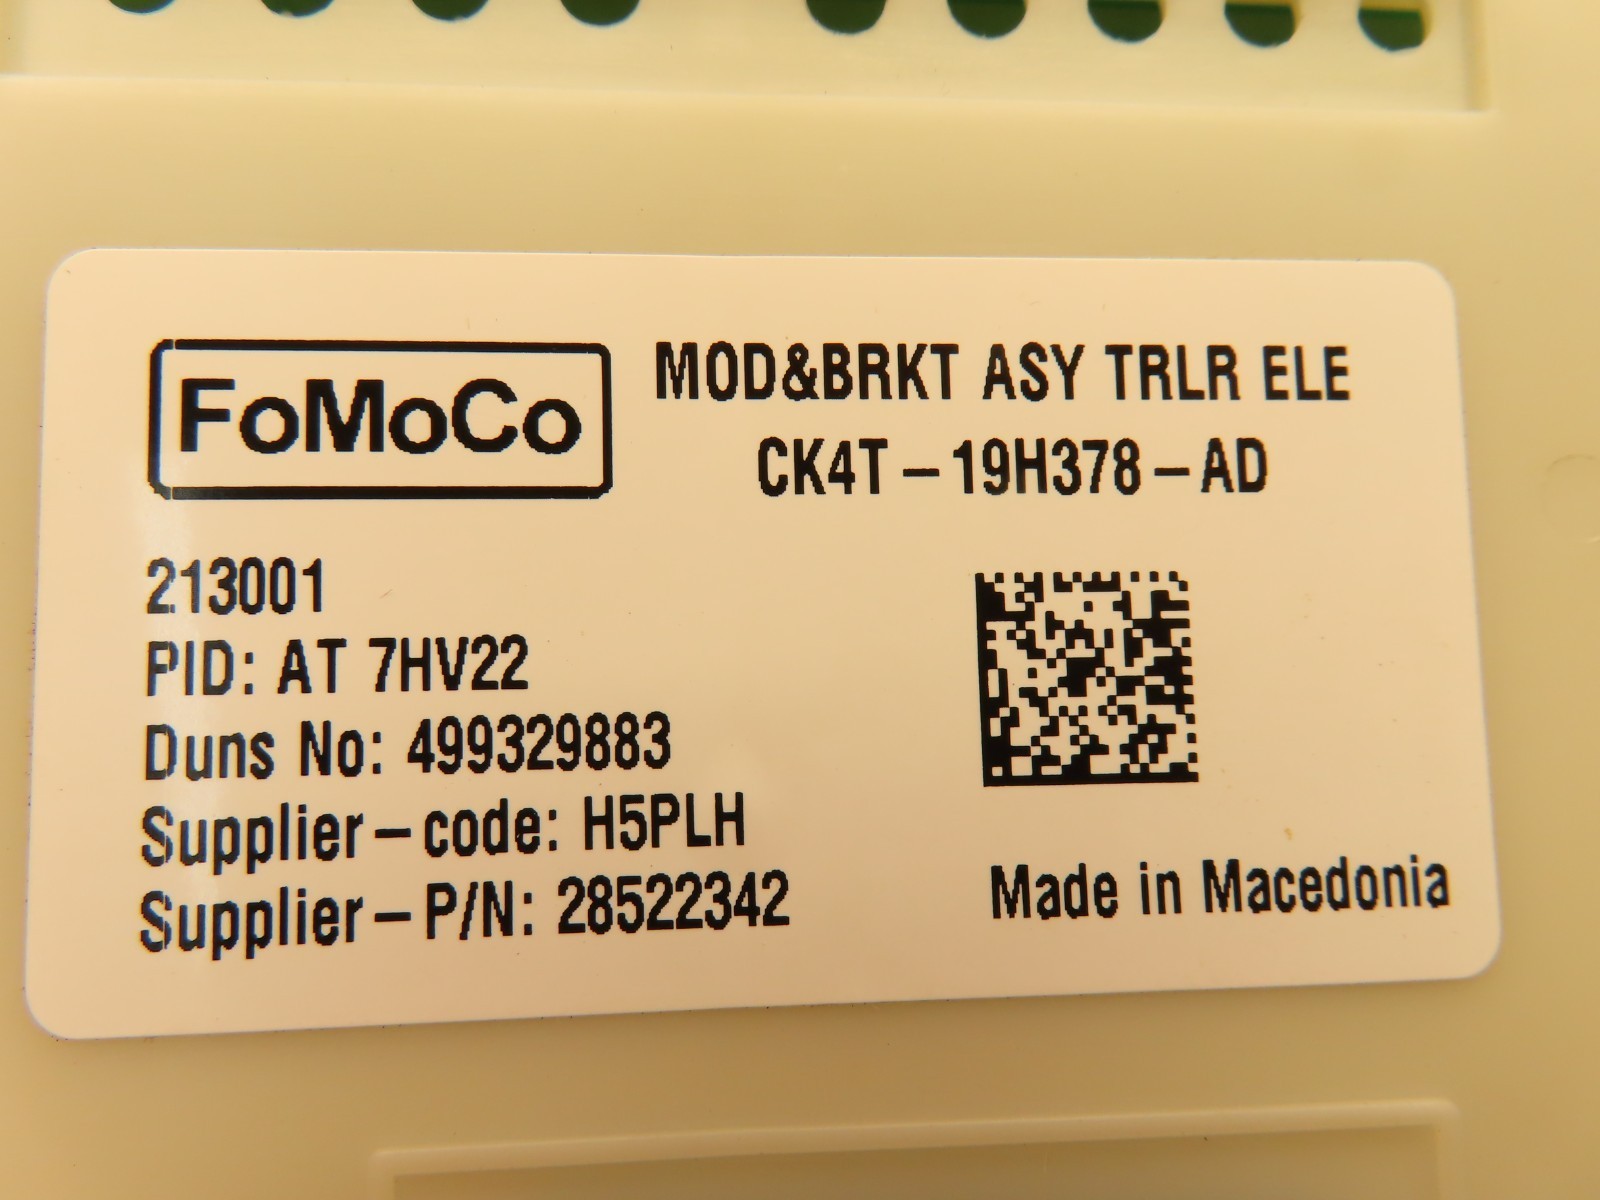 FoMoCo
MOD&BRKT ASY TRLR ELE
CK4T-19H378-AD
213001
PID: AT 7HV22
Duns No: 499329883
Supplier-code: H5PLH
Supplier-P/N: 28522342
Made in Macedonia